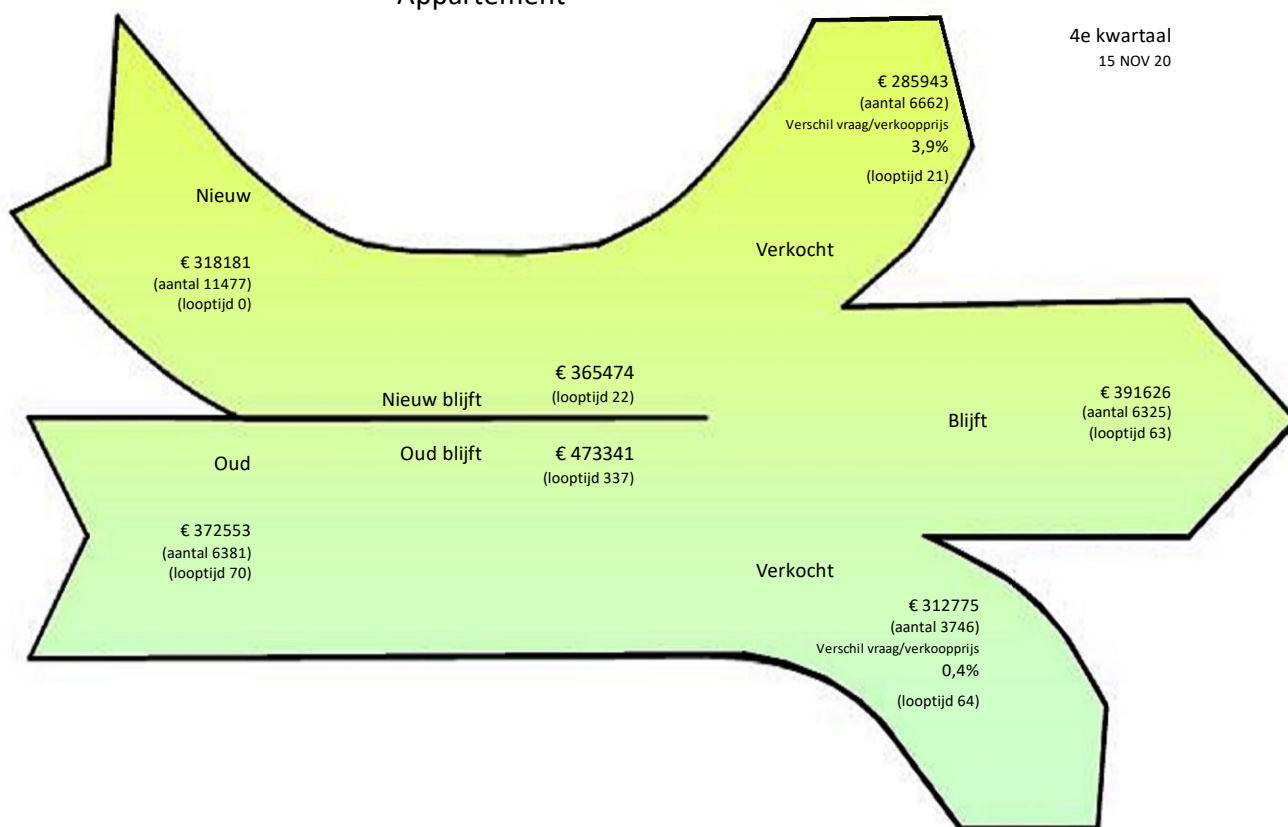 Appartement
4e kwartaal
15 NOV 20
€ 285943
(aantal 6662)
Verschil vraag/verkoopprijs
3,9%
(looptijd 21)
Nieuw
Verkocht
€ 318181
(aantal 11477)
(looptijd 0)
€ 365474
Nieuw blijft
(looptijd 22)
€ 391626
(aantal 6325)
(looptijd 63)
Blijft
Oud blijft
€ 473341
(looptijd 337)
Oud
€ 372553
(aantal 6381)
(looptijd 70)
Verkocht
€ 312775
(aantal 3746)
Verschil vraag/verkoopprijs
0,4%
(looptijd 64)